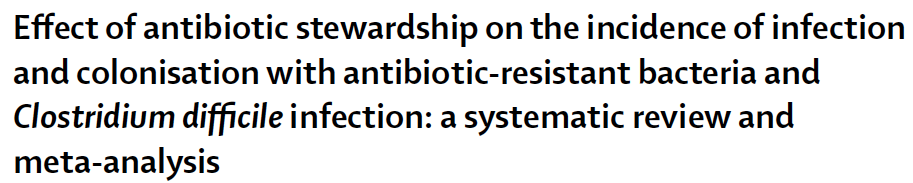 Effect of antibiotic stewardship on the incidence of infection
and colonisation with antibiotic-resistant bacteria and
Clostridium difficile infection: a systematic review and
meta-analysis